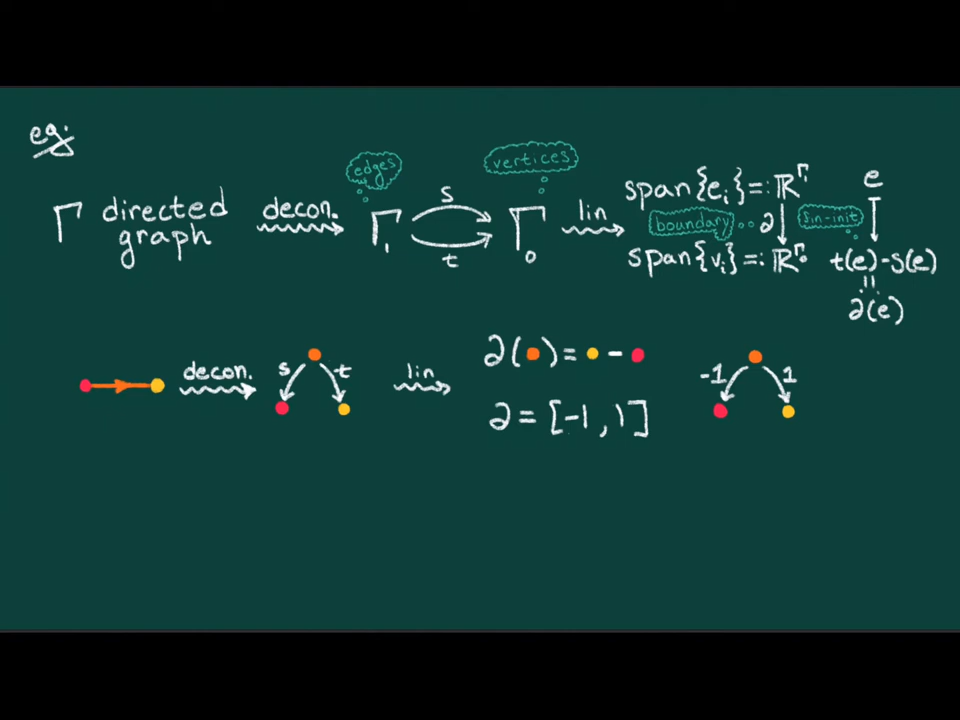 eg:
edges
vertices
Γ directed graph
decon.
Γ₁
s
t
Γ₀
lin
span{eᵢ}=:ℝ^Γ₁
boundary
∂
fin-init
span{vᵢ}=:ℝ^Γ₀
e
t(e)-s(e)
=
∂(e)
decon.
s
t
lin
∂( )= -
∂=[-1,1]
-1
1